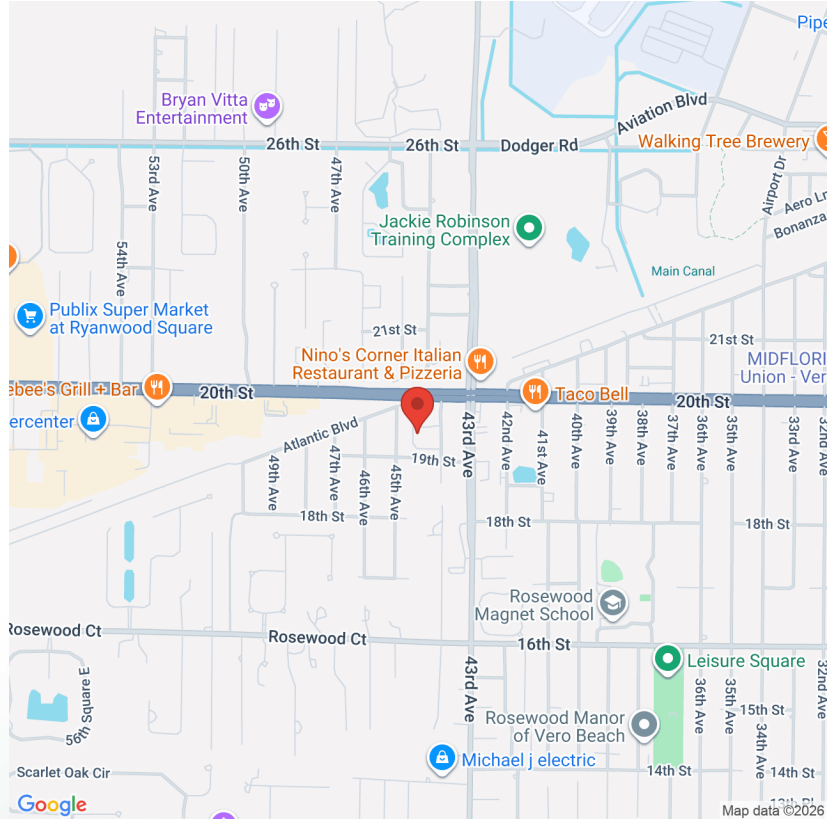 Pipe
Bryan Vitta
Entertainment
Aviation Blvd
26th St
26th St
Dodger Rd
Walking Tree Brewery
53rd Ave
50th Ave
47th Ave
Airport Dr
Aero Ln
Bonanza
Jackie Robinson
Training Complex
54th Ave
Main Canal
Publix Super Market
at Ryanwood Square
21st St
21st St
Nino's Corner Italian
Restaurant & Pizzeria
MIDFLORI
Union - Ver
ebee's Grill + Bar
20th St
Taco Bell
20th St
ercenter
Atlantic Blvd
43rd Ave
42nd Ave
41st Ave
40th Ave
39th Ave
38th Ave
37th Ave
36th Ave
35th Ave
33rd Ave
32nd Ave
49th Ave
47th Ave
46th Ave
45th Ave
19th St
18th St
18th St
18th St
Rosewood
Magnet School
Rosewood Ct
Rosewood Ct
16th St
Leisure Square
43rd Ave
56th Square E
36th Ave
35th Ave
34th Ave
32nd Ave
15th St
Rosewood Manor
of Vero Beach
Michael j electric
Scarlet Oak Cir
14th St
14th St
13th Pl
Google
Map data ©2026